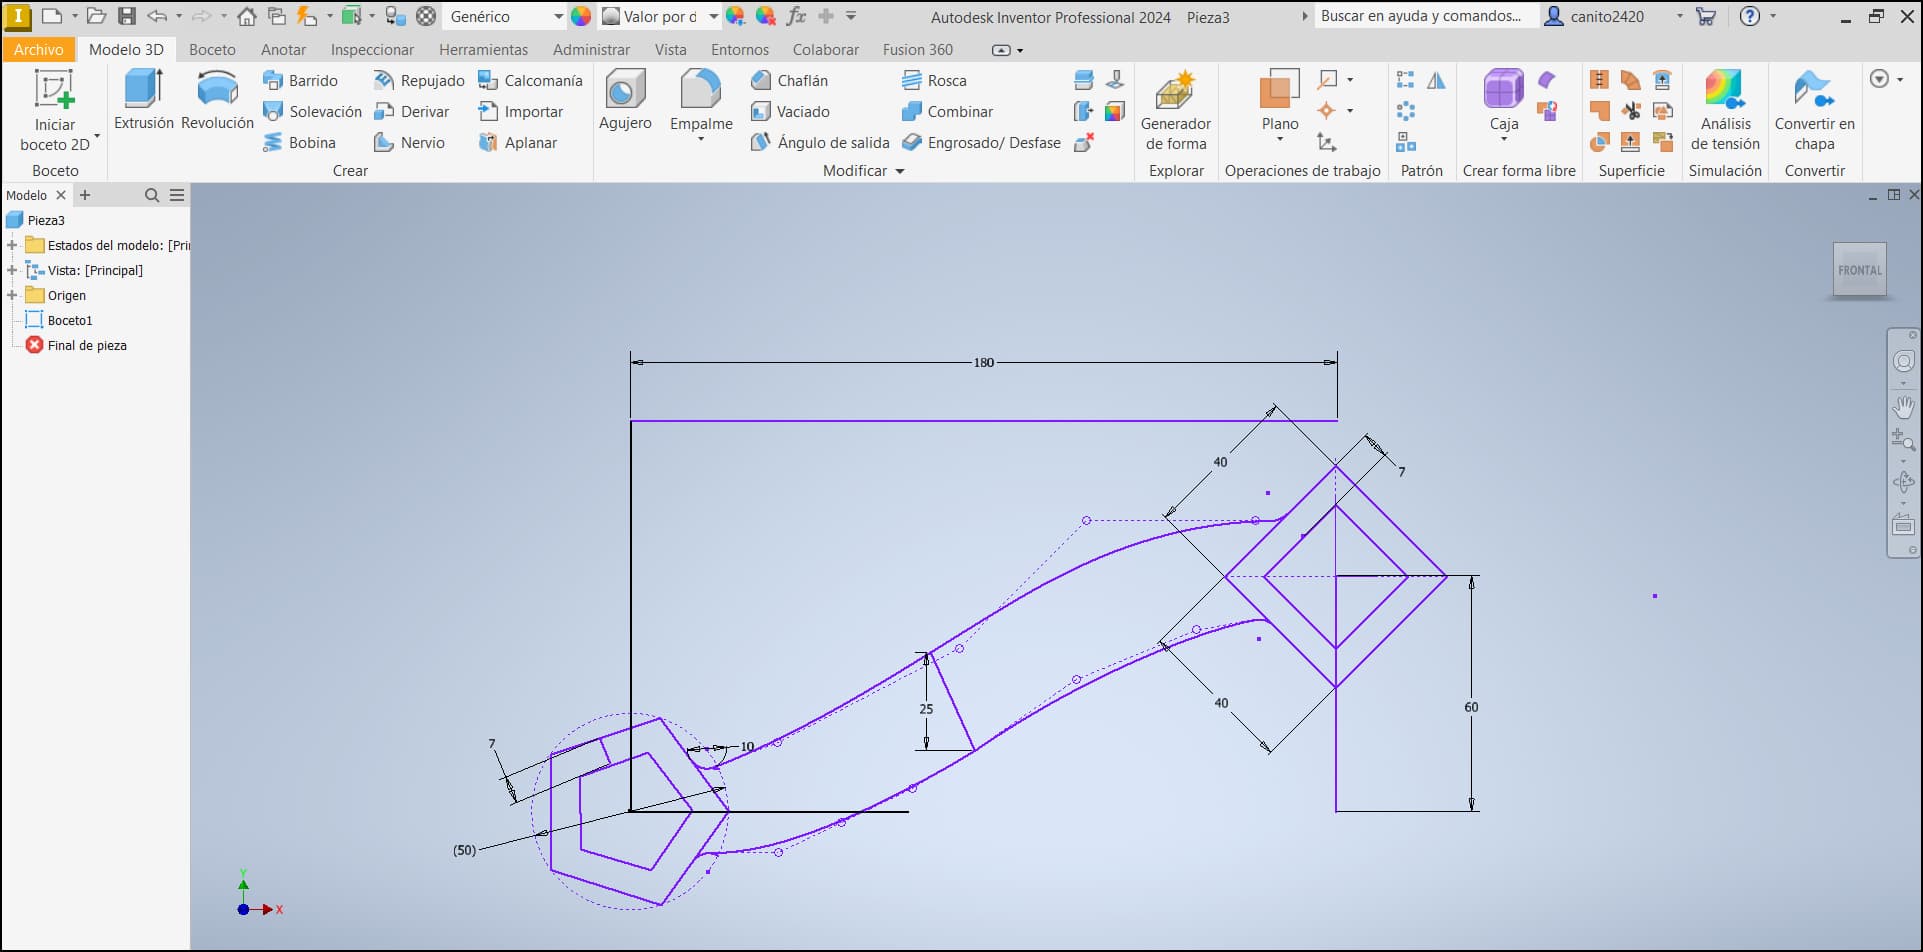 I Genérico Valor por d fx Autodesk Inventor Professional 2024 Pieza3 Buscar en ayuda y comandos... canito2420 ?
Archivo Modelo 3D Boceto Anotar Inspeccionar Herramientas Administrar Vista Entornos Colaborar Fusion 360
Iniciar
boceto 2D
Boceto
Extrusión
Revolución
Barrido
Solevación
Bobina
Repujado
Derivar
Nervio
Calcomanía
Importar
Aplanar
Crear
Agujero
Empalme
Chaflán
Vaciado
Ángulo de salida
Rosca
Combinar
Engrosado/ Desfase
Modificar
Generador
de forma
Explorar
Plano
Operaciones de trabajo
Patrón
Caja
Crear forma libre
Superficie
Análisis
de tensión
Simulación
Convertir en
chapa
Convertir
Modelo
Pieza3
Estados del modelo: [Pri
Vista: [Principal]
Origen
Boceto1
Final de pieza
FRONTAL
180
40
7
25
40
60
10
7
(50)
Y
X